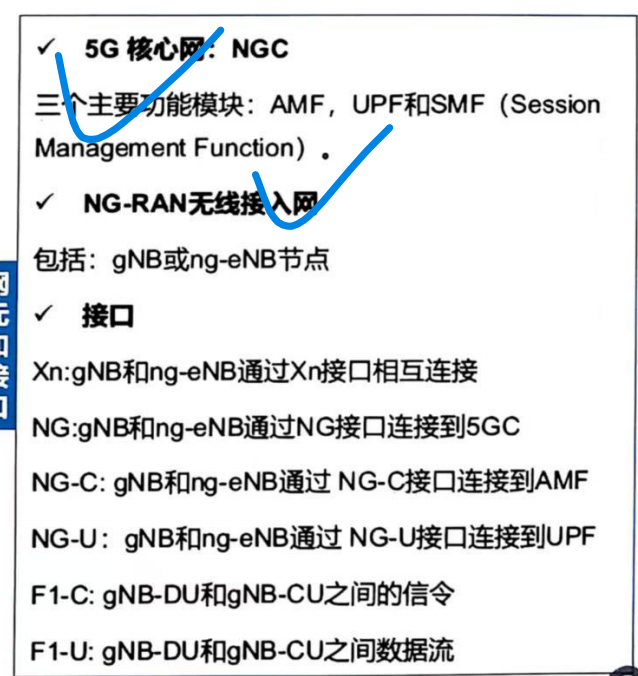 ✓ 5G 核心网：NGC
三个主要功能模块：AMF，UPF和SMF（Session
Management Function）。
✓ NG-RAN无线接入网
包括：gNB或ng-eNB节点
✓ 接口
Xn:gNB和ng-eNB通过Xn接口相互连接
NG:gNB和ng-eNB通过NG接口连接到5GC
NG-C: gNB和ng-eNB通过 NG-C接口连接到AMF
NG-U：gNB和ng-eNB通过 NG-U接口连接到UPF
F1-C: gNB-DU和gNB-CU之间的信令
F1-U: gNB-DU和gNB-CU之间数据流
网元和接口